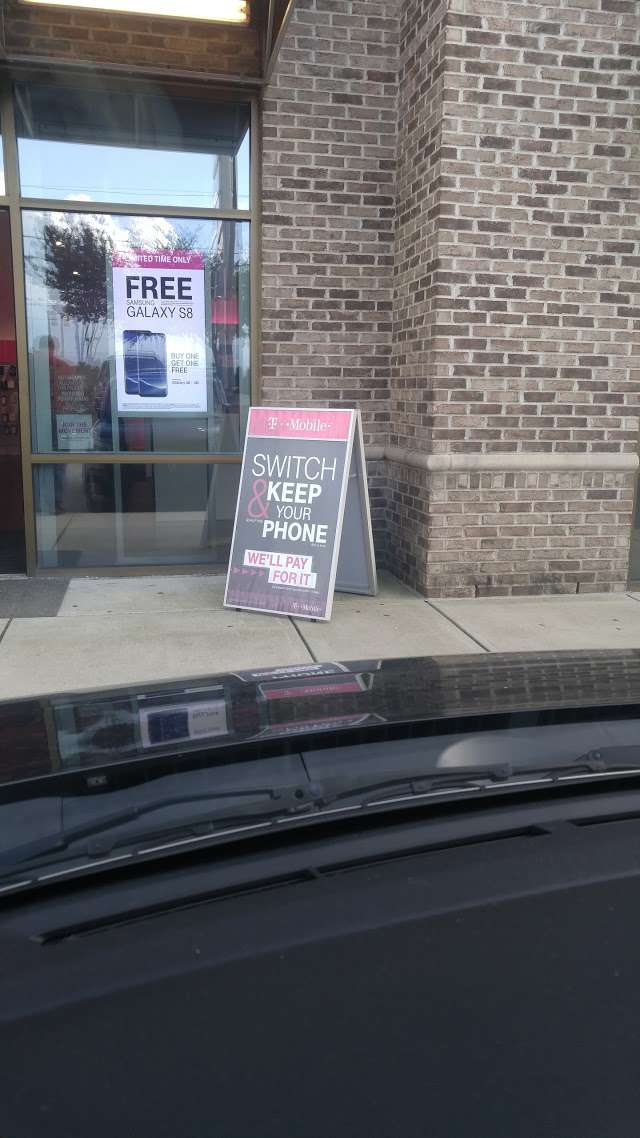 LIMITED TIME ONLY
FREE
SAMSUNG
GALAXY S8
BUY ONE
GET ONE
FREE
JOIN THE
MOVEMENT
T··Mobile·
SWITCH
& KEEP
YOUR
PHONE
WE'LL PAY
FOR IT
T··Mobile·